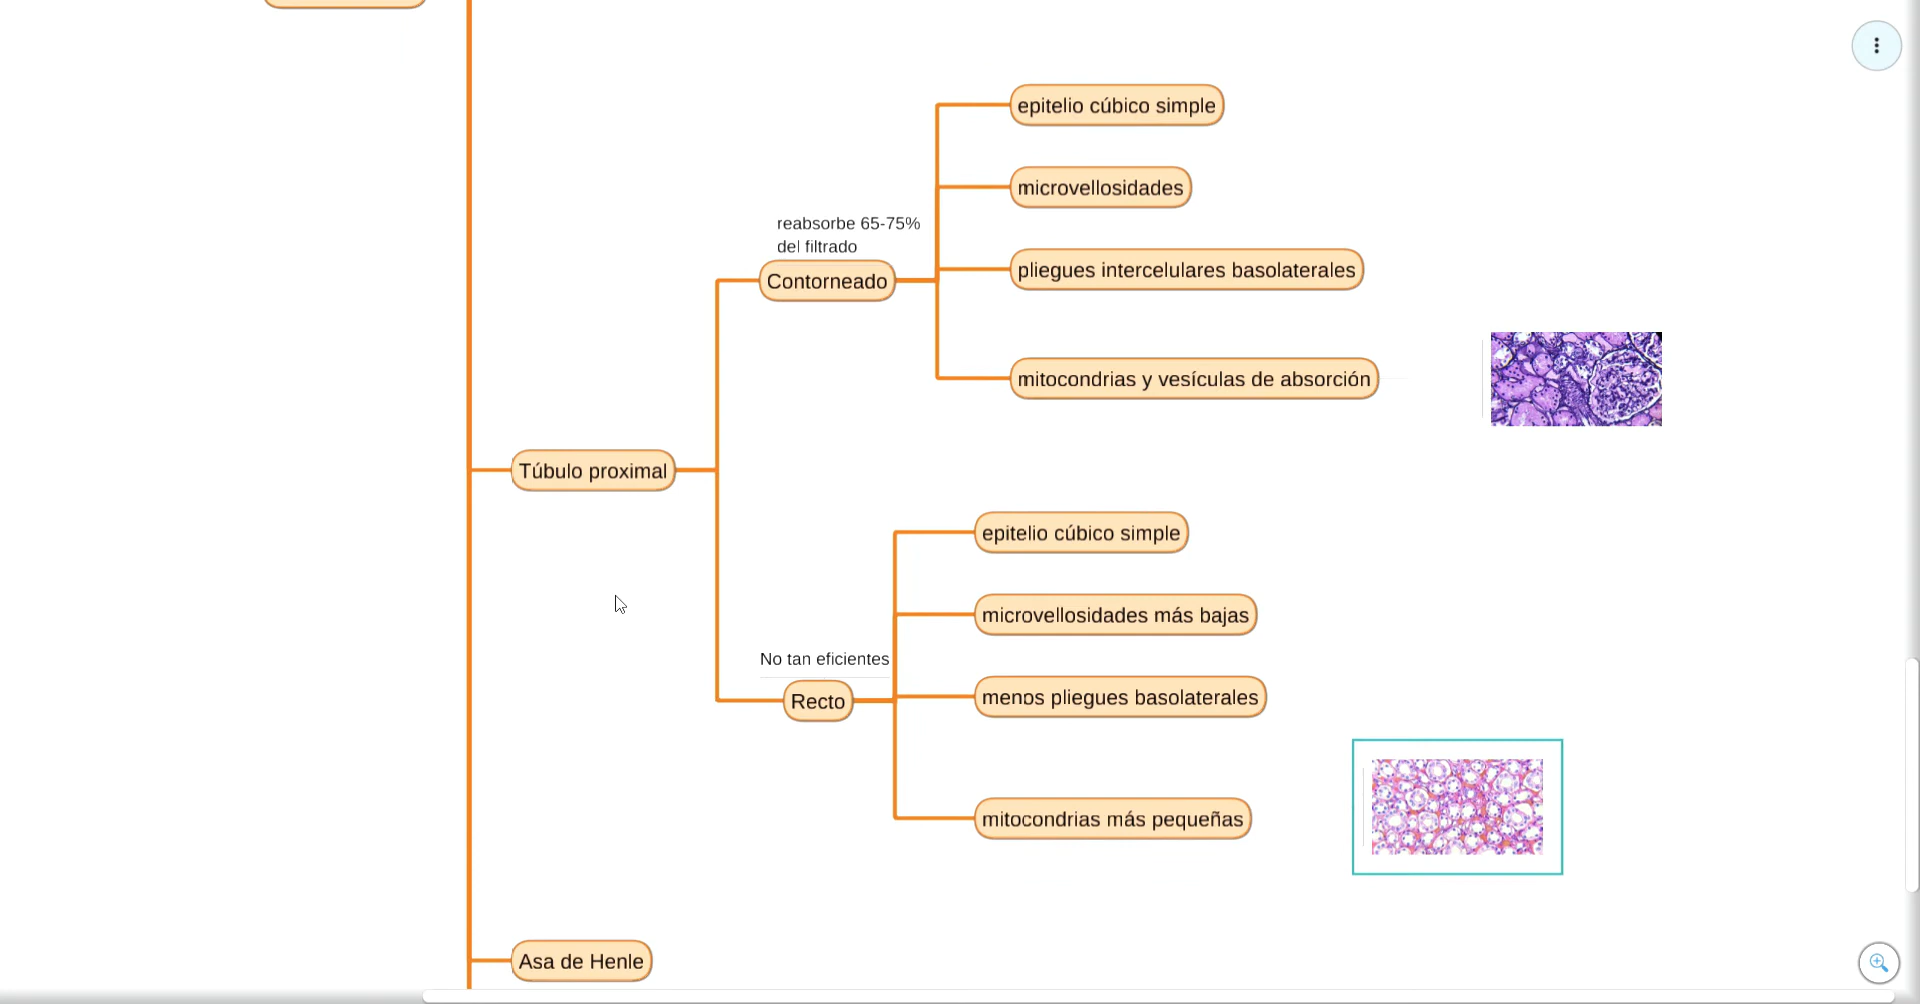 epitelio cúbico simple
microvellosidades
reabsorbe 65-75%
del filtrado
Contorneado
pliegues intercelulares basolaterales
mitocondrias y vesículas de absorción
Túbulo proximal
epitelio cúbico simple
microvellosidades más bajas
No tan eficientes
Recto
menos pliegues basolaterales
mitocondrias más pequeñas
Asa de Henle